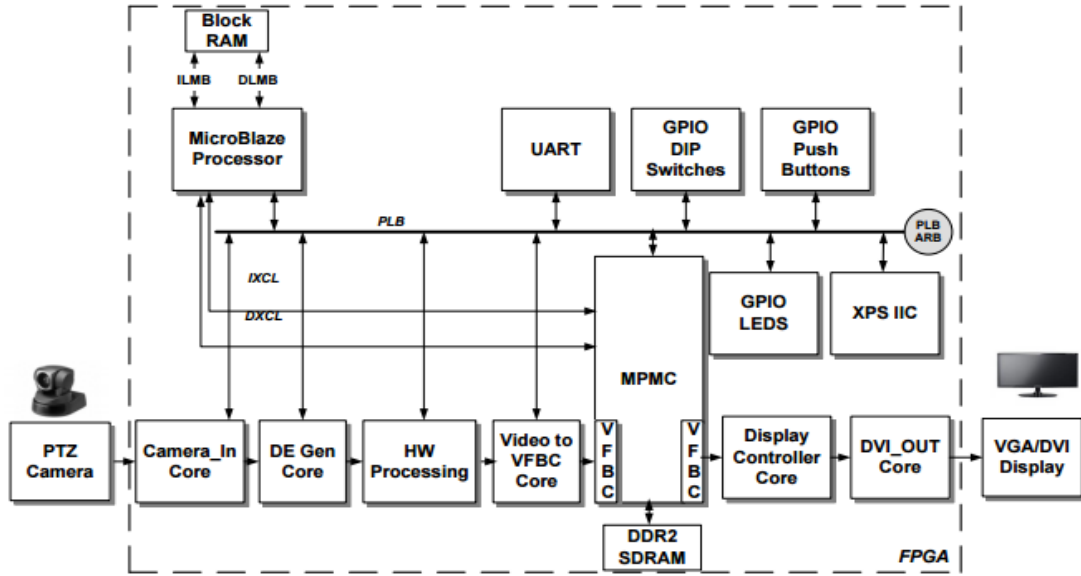 Block
RAM
ILMB
DLMB
MicroBlaze
Processor
UART
GPIO
DIP
Switches
GPIO
Push
Buttons
PLB
PLB
ARB
IXCL
DXCL
GPIO
LEDS
XPS IIC
MPMC
PTZ
Camera
Camera_In
Core
DE Gen
Core
HW
Processing
Video to
VFBC
Core
V
F
B
C
V
F
B
C
Display
Controller
Core
DVI_OUT
Core
VGA/DVI
Display
DDR2
SDRAM
FPGA